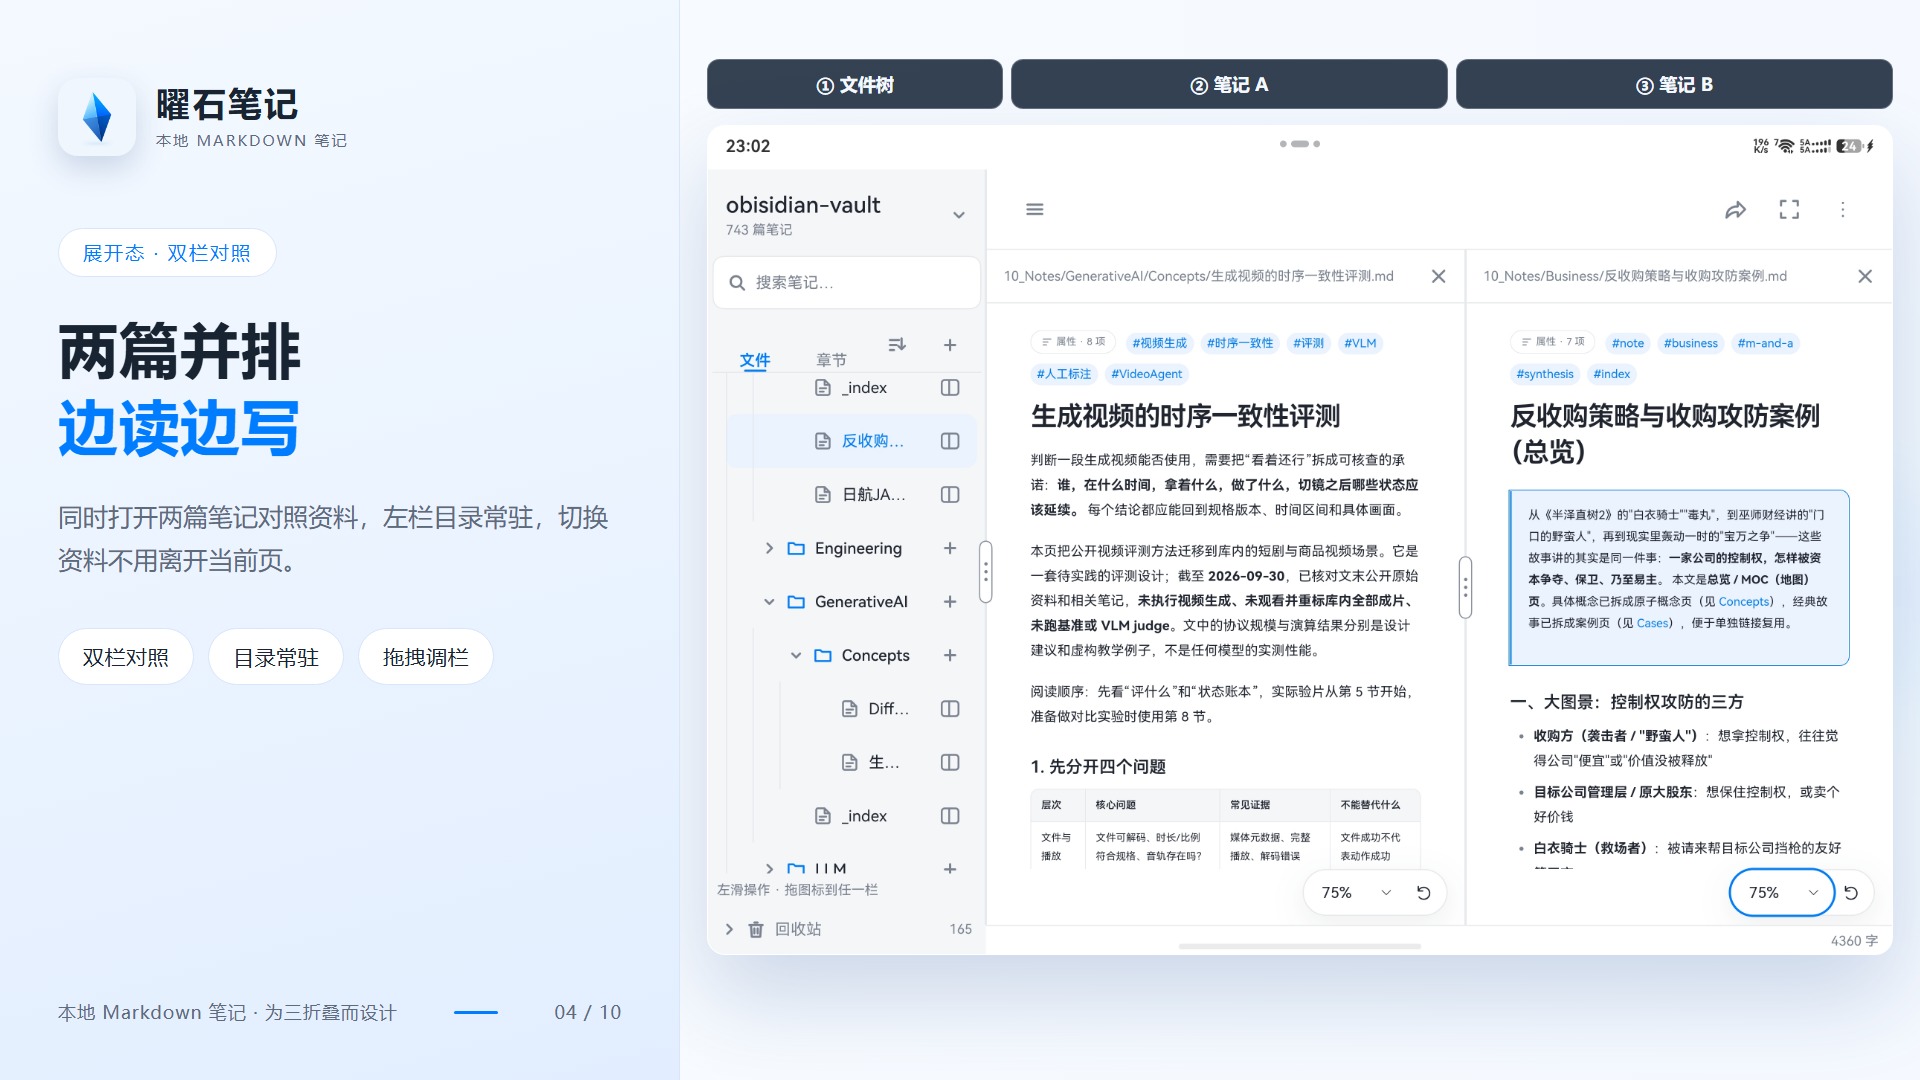 曜石笔记
本地 MARKDOWN 笔记
展开态 · 双栏对照
两篇并排
边读边写
同时打开两篇笔记对照资料，左栏目录常驻，切换
资料不用离开当前页。
双栏对照
目录常驻
拖拽调栏
本地 Markdown 笔记 · 为三折叠而设计
04 / 10
① 文件树
② 笔记 A
③ 笔记 B
23:02
196 K/s 7 5A 5A 24
obisidian-vault
743 篇笔记
搜索笔记...
文件
章节
_index
反收购...
日航JA...
Engineering
GenerativeAI
Concepts
Diff...
生...
_index
LLM
左滑操作 · 拖图标到任一栏
回收站
165
10_Notes/GenerativeAI/Concepts/生成视频的时序一致性评测.md
属性 · 8 项
#视频生成
#时序一致性
#评测
#VLM
#人工标注
#VideoAgent
生成视频的时序一致性评测
判断一段生成视频能否使用，需要把“看着还行”拆成可核查的承
诺：谁，在什么时间，拿着什么，做了什么，切镜之后哪些状态应
该延续。每个结论都应能回到规格版本、时间区间和具体画面。
本页把公开视频评测方法迁移到库内的短剧与商品视频场景。它是
一套待实践的评测设计；截至 2026-09-30，已核对文末公开原始
资料和相关笔记，未执行视频生成、未观看并重标库内全部成片、
未跑基准或 VLM judge。文中的协议规模与演算结果分别是设计
建议和虚构教学例子，不是任何模型的实测性能。
阅读顺序：先看“评什么”和“状态账本”，实际验片从第 5 节开始，
准备做对比实验时使用第 8 节。
1. 先分开四个问题
层次
核心问题
常见证据
不能替代什么
文件与
播放
文件可解码、时长/比例
符合规格、音轨存在吗？
媒体元数据、完整
播放、解码错误
文件成功不代
表动作成功
75%
10_Notes/Business/反收购策略与收购攻防案例.md
属性 · 7 项
#note
#business
#m-and-a
#synthesis
#index
反收购策略与收购攻防案例
(总览)
从《半泽直树2》的"白衣骑士""毒丸"，到巫师财经讲的"门
口的野蛮人"，再到现实里轰动一时的"宝万之争"——这些
故事讲的其实是同一件事：一家公司的控制权，怎样被资
本争夺、保卫、乃至易主。本文是总览 / MOC（地图）
页。具体概念已拆成原子概念页（见 Concepts），经典故
事已拆成案例页（见 Cases），便于单独链接复用。
一、大图景：控制权攻防的三方
• 收购方（袭击者 / "野蛮人"）：想拿控制权，往往觉
得公司"便宜"或"价值没被释放"
• 目标公司管理层 / 原大股东：想保住控制权，或卖个
好价钱
• 白衣骑士（救场者）：被请来帮目标公司挡枪的友好
75%
4360 字